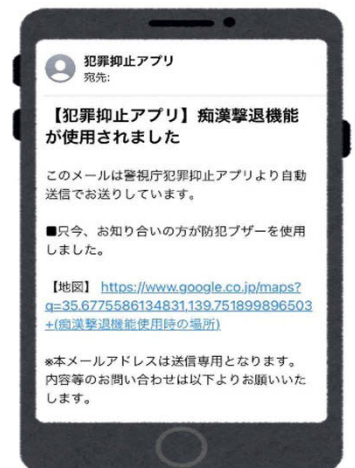 犯罪抑止アプリ
宛先:
【犯罪抑止アプリ】痴漢撃退機能
が使用されました
このメールは警視庁犯罪抑止アプリより自動
送信でお送りしています。
■只今、お知り合いの方が防犯ブザーを使用
しました。
【地図】 https://www.google.co.jp/maps?
q=35.6775586134831,139.751899896503
+(痴漢撃退機能使用時の場所)
※本メールアドレスは送信専用となります。
内容等のお問い合わせは以下よりお願いいた
します。